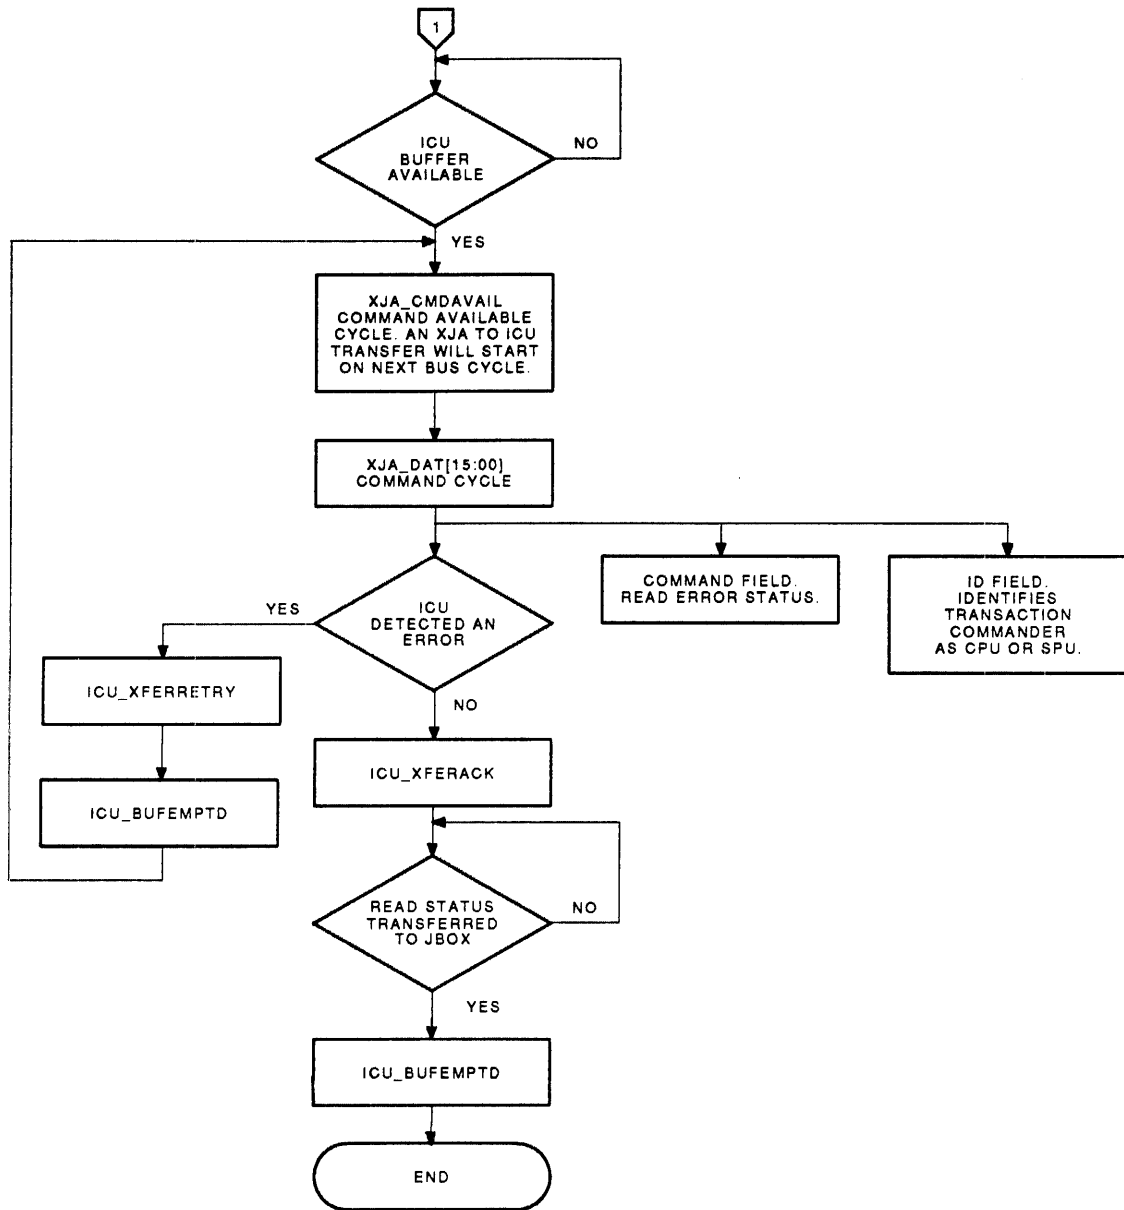 1
ICU
BUFFER
AVAILABLE
NO
YES
XJA_CMDAVAIL
COMMAND AVAILABLE
CYCLE. AN XJA TO ICU
TRANSFER WILL START
ON NEXT BUS CYCLE.
XJA_DAT[15:00]
COMMAND CYCLE
COMMAND FIELD.
READ ERROR STATUS.
ID FIELD.
IDENTIFIES
TRANSACTION
COMMANDER
AS CPU OR SPU.
YES
ICU
DETECTED AN
ERROR
NO
ICU_XFERRETRY
ICU_BUFEMPTD
ICU_XFERACK
READ STATUS
TRANSFERRED
TO JBOX
NO
YES
ICU_BUFEMPTD
END